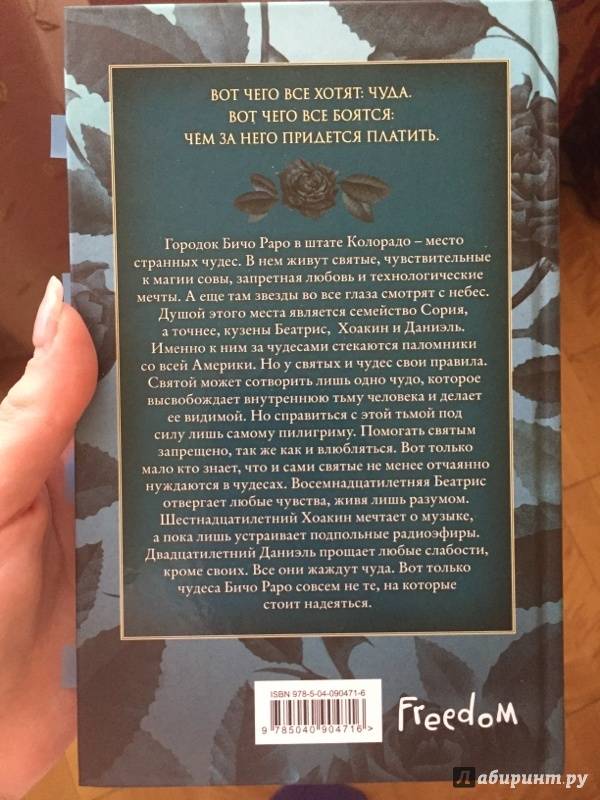 ВОТ ЧЕГО ВСЕ ХОТЯТ: ЧУДА.
ВОТ ЧЕГО ВСЕ БОЯТСЯ:
ЧЕМ ЗА НЕГО ПРИДЕТСЯ ПЛАТИТЬ.
Городок Бичо Раро в штате Колорадо – место
странных чудес. В нем живут святые, чувствительные
к магии совы, запретная любовь и технологические
мечты. А еще там звезды во все глаза смотрят с небес.
Душой этого места является семейство Сория,
а точнее, кузены Беатрис, Хоакин и Даниэль.
Именно к ним за чудесами стекаются паломники
со всей Америки. Но у святых и чудес свои правила.
Святой может сотворить лишь одно чудо, которое
высвобождает внутреннюю тьму человека и делает
ее видимой. Но справиться с этой тьмой под
силу лишь самому пилигриму. Помогать святым
запрещено, так же как и влюбляться. Вот только
мало кто знает, что и сами святые не менее отчаянно
нуждаются в чудесах. Восемнадцатилетняя Беатрис
отвергает любые чувства, живя лишь разумом.
Шестнадцатилетний Хоакин мечтает о музыке,
а пока лишь устраивает подпольные радиоэфиры.
Двадцатилетний Даниэль прощает любые слабости,
кроме своих. Все они жаждут чуда. Вот только
чудеса Бичо Раро совсем не те, на которые
стоит надеяться.
ISBN 978-5-04-090471-6
9 785040 904716 >
Freedom
Лабиринт.ру